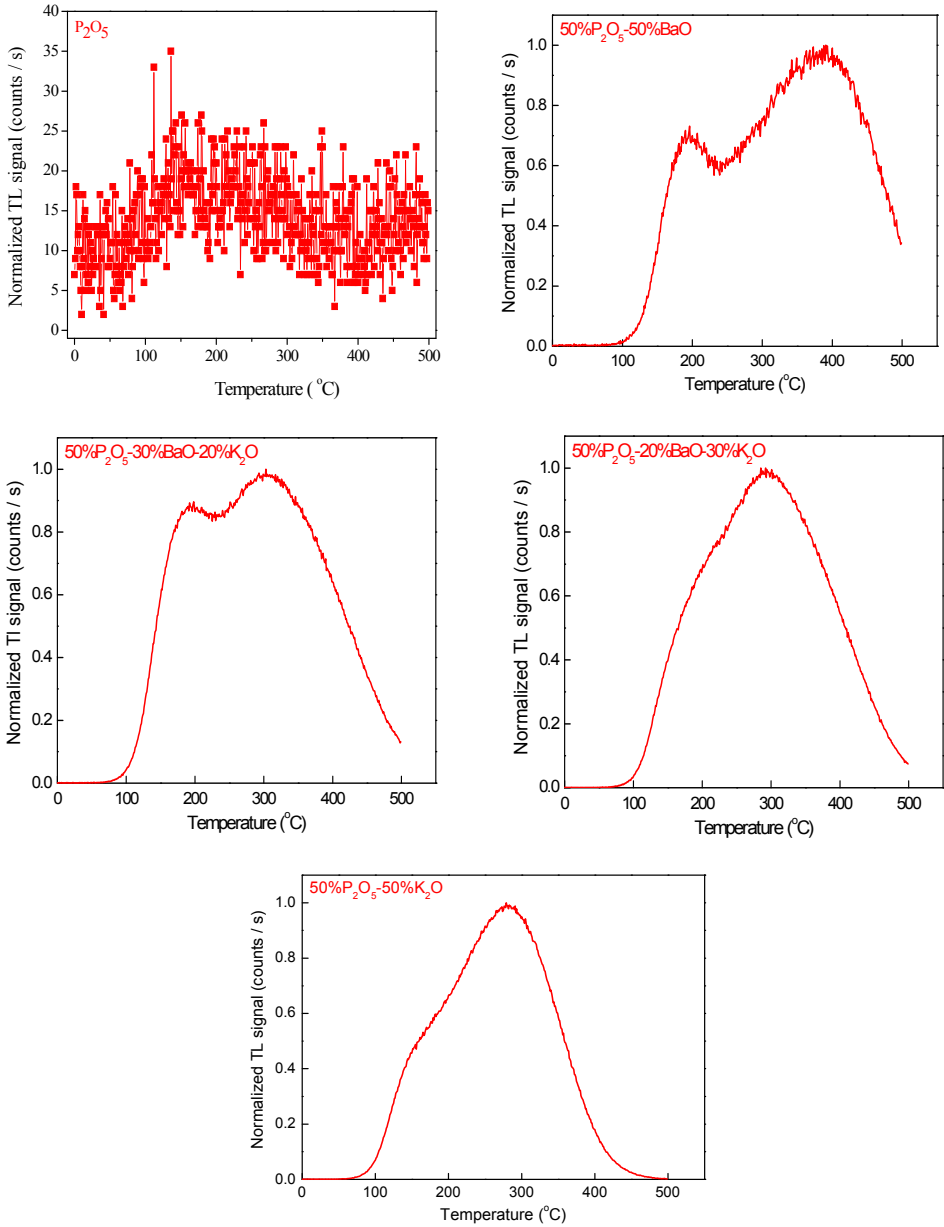 P₂O₅
Normalized TL signal (counts / s)
40
35
30
25
20
15
10
5
0
0 100 200 300 400 500
Temperature ( °C)
50%P₂O₅-50%BaO
Normalized TL signal (counts / s)
1.0
0.8
0.6
0.4
0.2
0.0
0 100 200 300 400 500
Temperature (°C)
50%P₂O₅-30%BaO-20%K₂O
Normalized Tl signal (counts / s)
1.0
0.8
0.6
0.4
0.2
0.0
0 100 200 300 400 500
Temperature (°C)
50%P₂O₅-20%BaO-30%K₂O
Normalized TL signal (counts / s)
1.0
0.8
0.6
0.4
0.2
0.0
0 100 200 300 400 500
Temperature (°C)
50%P₂O₅-50%K₂O
Normalized TL signal (counts / s)
1.0
0.8
0.6
0.4
0.2
0.0
0 100 200 300 400 500
Temperature (°C)